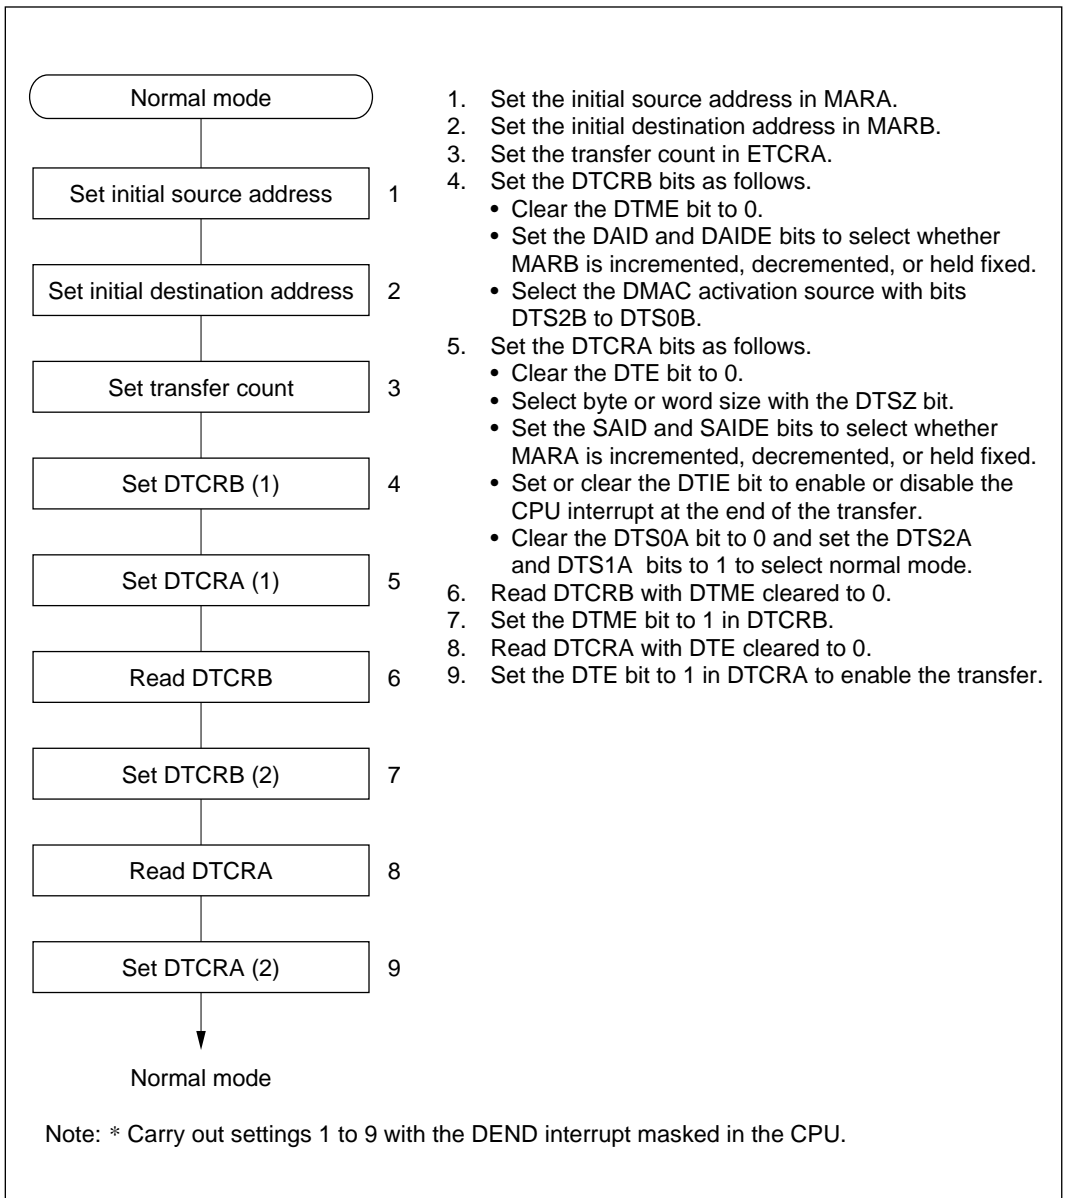 Normal mode
Set initial source address 1
Set initial destination address 2
Set transfer count 3
Set DTCRB (1) 4
Set DTCRA (1) 5
Read DTCRB 6
Set DTCRB (2) 7
Read DTCRA 8
Set DTCRA (2) 9
Normal mode
1. Set the initial source address in MARA.
2. Set the initial destination address in MARB.
3. Set the transfer count in ETCRA.
4. Set the DTCRB bits as follows.
• Clear the DTME bit to 0.
• Set the DAID and DAIDE bits to select whether
MARB is incremented, decremented, or held fixed.
• Select the DMAC activation source with bits
DTS2B to DTS0B.
5. Set the DTCRA bits as follows.
• Clear the DTE bit to 0.
• Select byte or word size with the DTSZ bit.
• Set the SAID and SAIDE bits to select whether
MARA is incremented, decremented, or held fixed.
• Set or clear the DTIE bit to enable or disable the
CPU interrupt at the end of the transfer.
• Clear the DTS0A bit to 0 and set the DTS2A
and DTS1A bits to 1 to select normal mode.
6. Read DTCRB with DTME cleared to 0.
7. Set the DTME bit to 1 in DTCRB.
8. Read DTCRA with DTE cleared to 0.
9. Set the DTE bit to 1 in DTCRA to enable the transfer.
Note: * Carry out settings 1 to 9 with the DEND interrupt masked in the CPU.